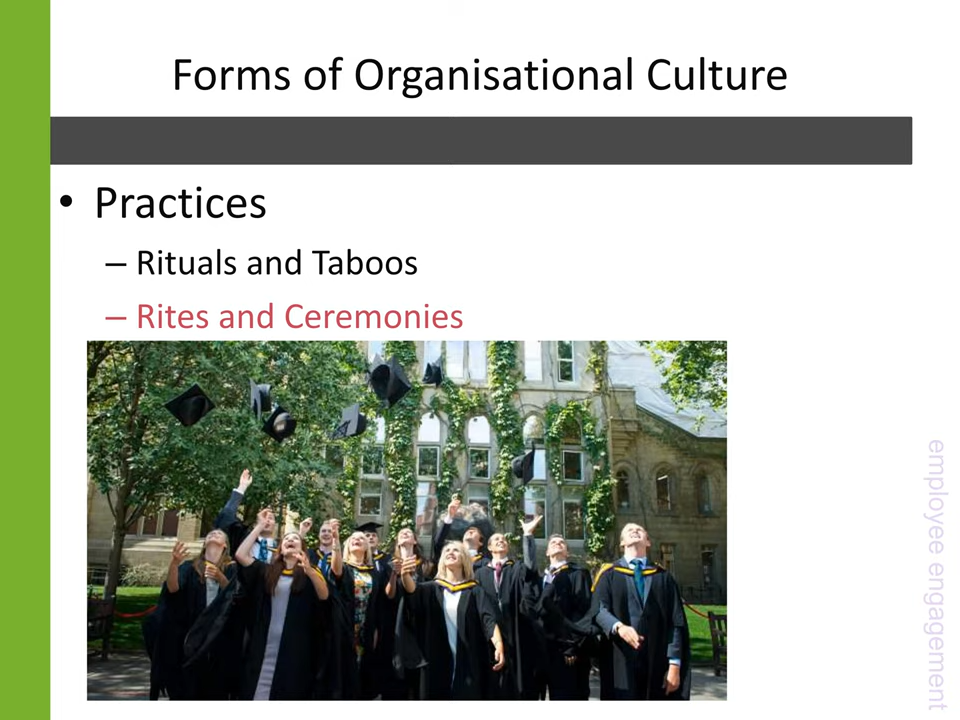 Forms of Organisational Culture
• Practices
– Rituals and Taboos
– Rites and Ceremonies
employee engagement